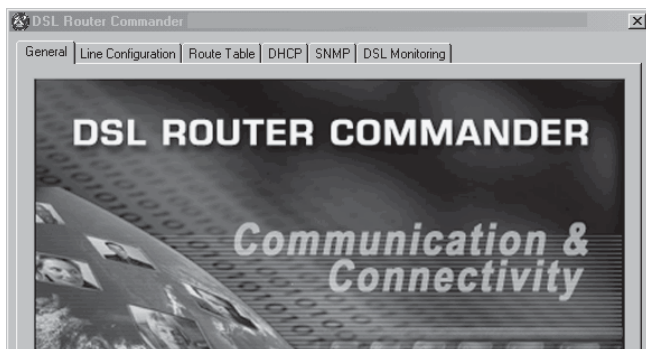 DSL Router Commander
General Line Configuration Route Table DHCP SNMP DSL Monitoring
DSL ROUTER COMMANDER
Communication &
Connectivity